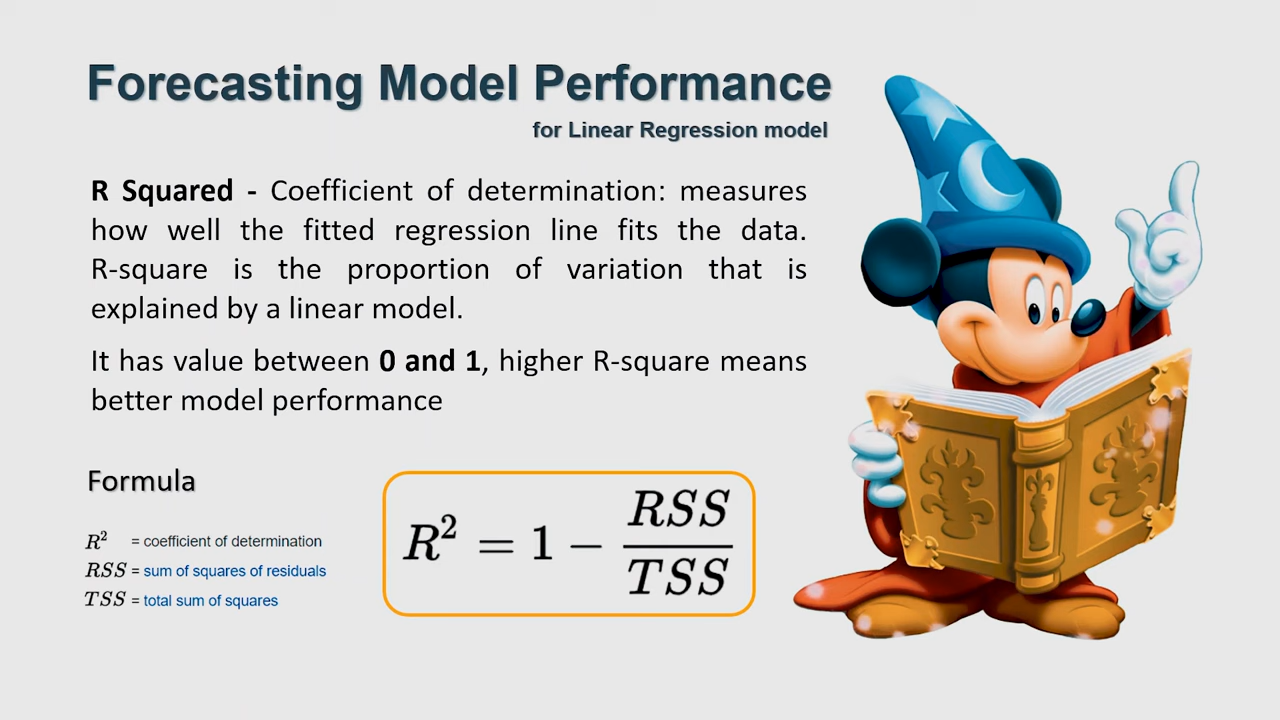 Forecasting Model Performance
for Linear Regression model
R Squared - Coefficient of determination: measures
how well the fitted regression line fits the data.
R-square is the proportion of variation that is
explained by a linear model.
It has value between 0 and 1, higher R-square means
better model performance
Formula
R² = coefficient of determination
RSS = sum of squares of residuals
TSS = total sum of squares
R² = 1 − RSS/TSS